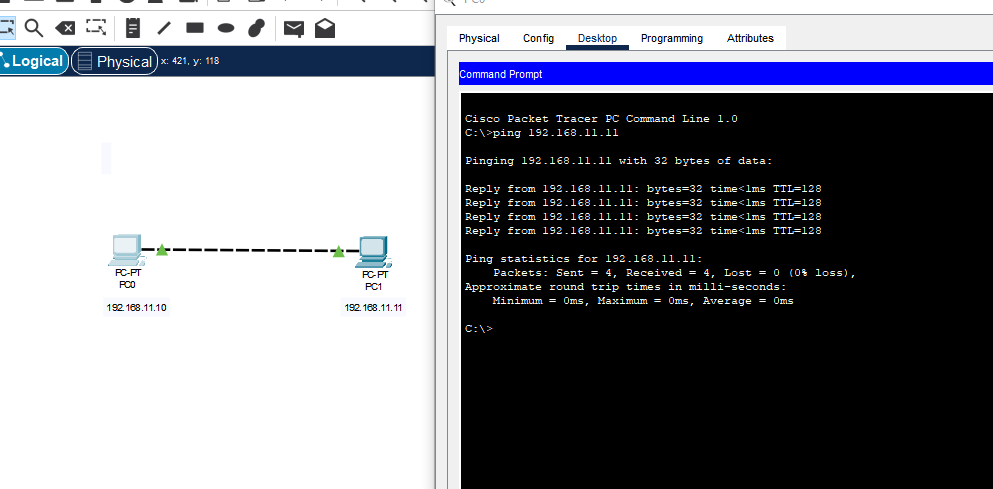 Logical
Physical
x: 421, y: 118
PC-PT
PC0
192.168.11.10
PC-PT
PC1
192.168.11.11
Physical
Config
Desktop
Programming
Attributes
Command Prompt
Cisco Packet Tracer PC Command Line 1.0
C:\>ping 192.168.11.11
Pinging 192.168.11.11 with 32 bytes of data:
Reply from 192.168.11.11: bytes=32 time<1ms TTL=128
Reply from 192.168.11.11: bytes=32 time<1ms TTL=128
Reply from 192.168.11.11: bytes=32 time<1ms TTL=128
Reply from 192.168.11.11: bytes=32 time<1ms TTL=128
Ping statistics for 192.168.11.11:
Packets: Sent = 4, Received = 4, Lost = 0 (0% loss),
Approximate round trip times in milli-seconds:
Minimum = 0ms, Maximum = 0ms, Average = 0ms
C:\>